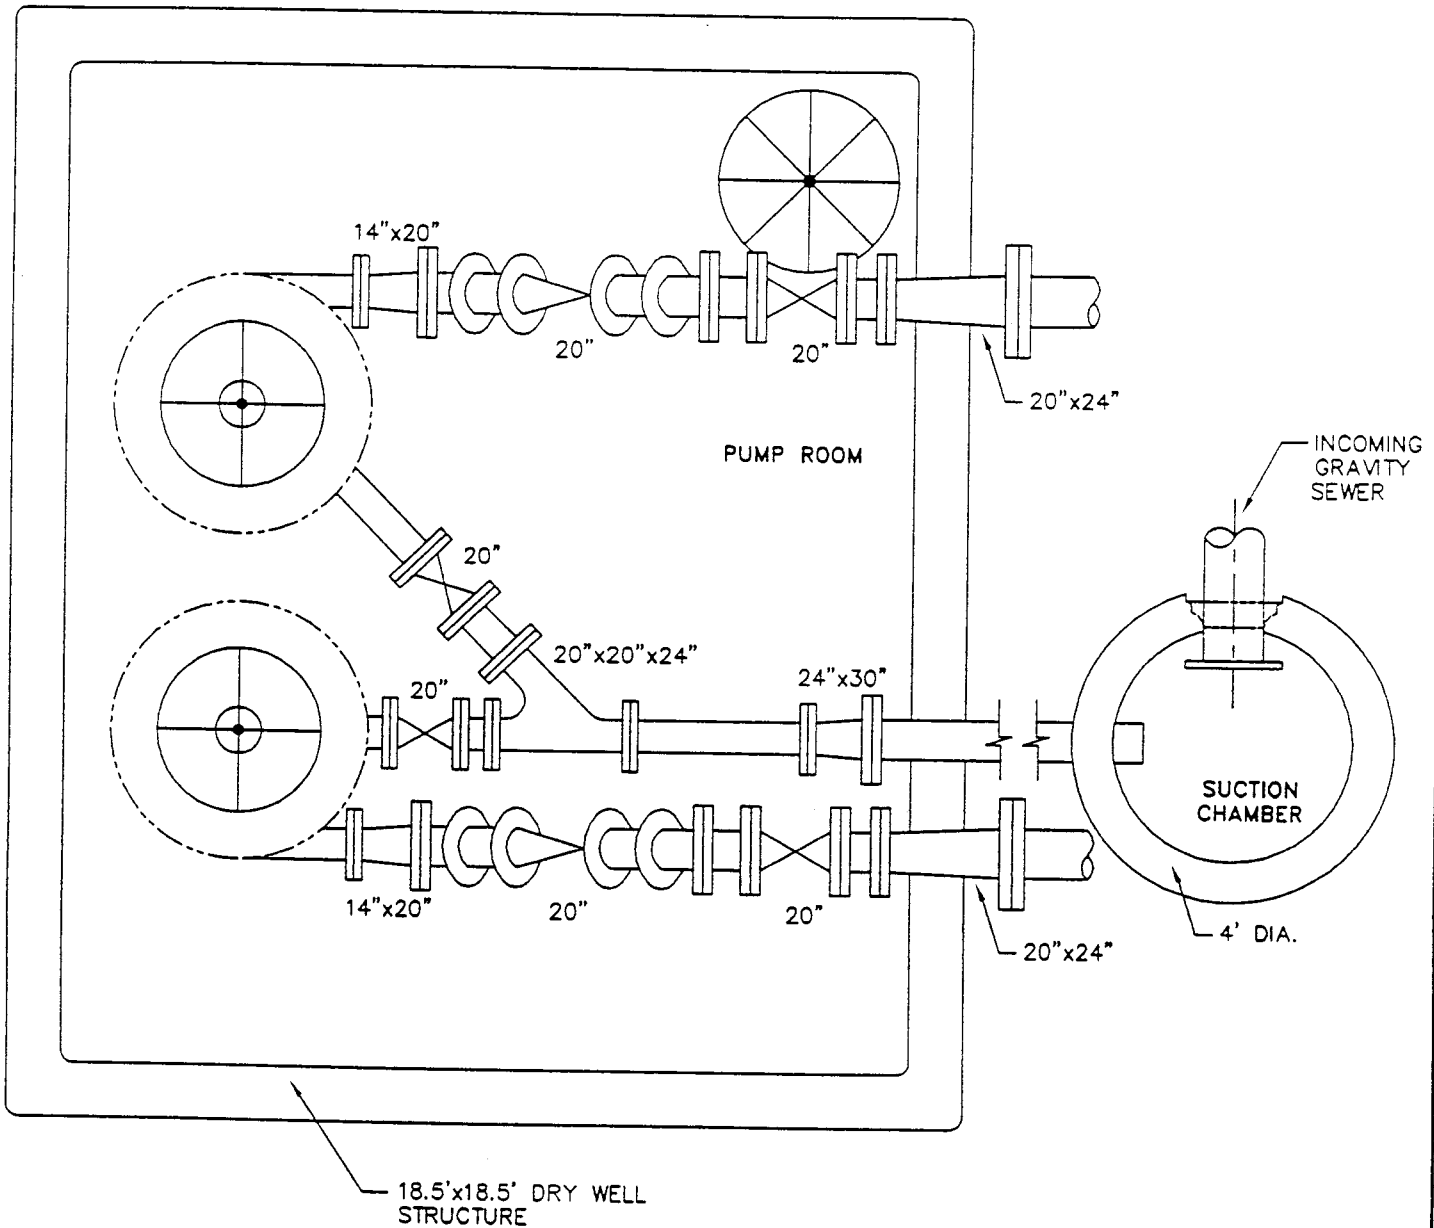 14"x20"
20"
20"
20"x24"
PUMP ROOM
INCOMING
GRAVITY
SEWER
20"
20"x20"x24"
24"x30"
20"
SUCTION
CHAMBER
14"x20"
20"
20"
4' DIA.
20"x24"
18.5'x18.5' DRY WELL
STRUCTURE